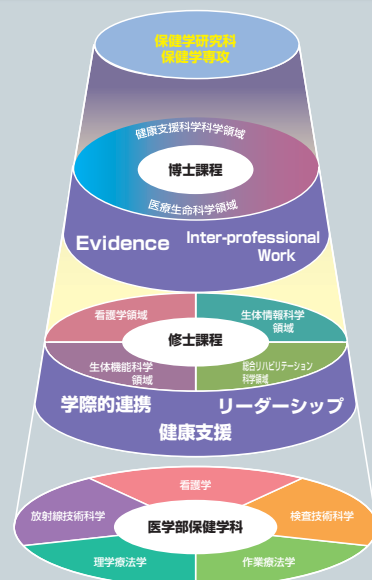 保健学研究科
保健学専攻
健康支援科学科学領域
博士課程
医療生命科学領域
Evidence
Inter-professional
Work
看護学領域
生体情報科学
領域
修士課程
生体機能科学
領域
総合リハビリテーション
科学領域
学際的連携
リーダーシップ
健康支援
看護学
放射線技術科学
検査技術科学
医学部保健学科
理学療法学
作業療法学